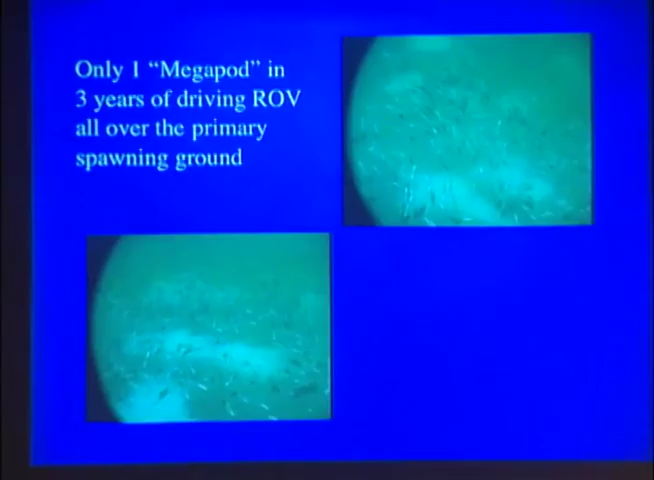 Only 1 “Megapod” in
3 years of driving ROV
all over the primary
spawning ground